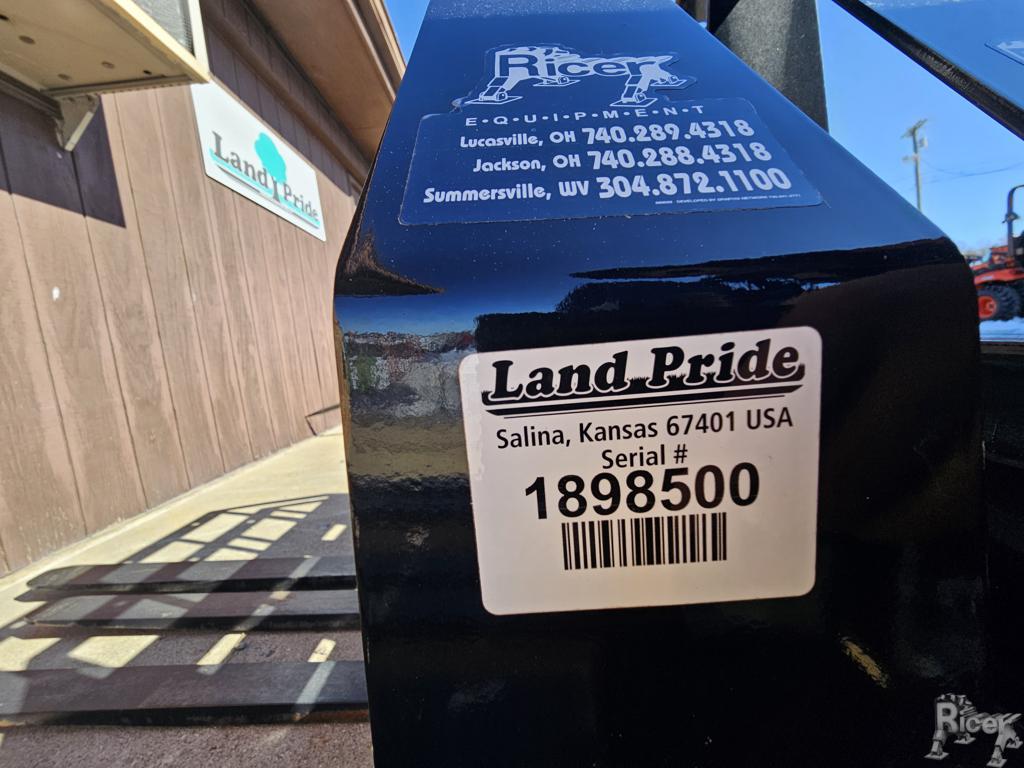 Ricer
E•Q•U•I•P•M•E•N•T
Lucasville, OH 740.289.4318
Jackson, OH 740.288.4318
Summersville, WV 304.872.1100
Land Pride
Land Pride
Salina, Kansas 67401 USA
Serial #
1898500
Ricer